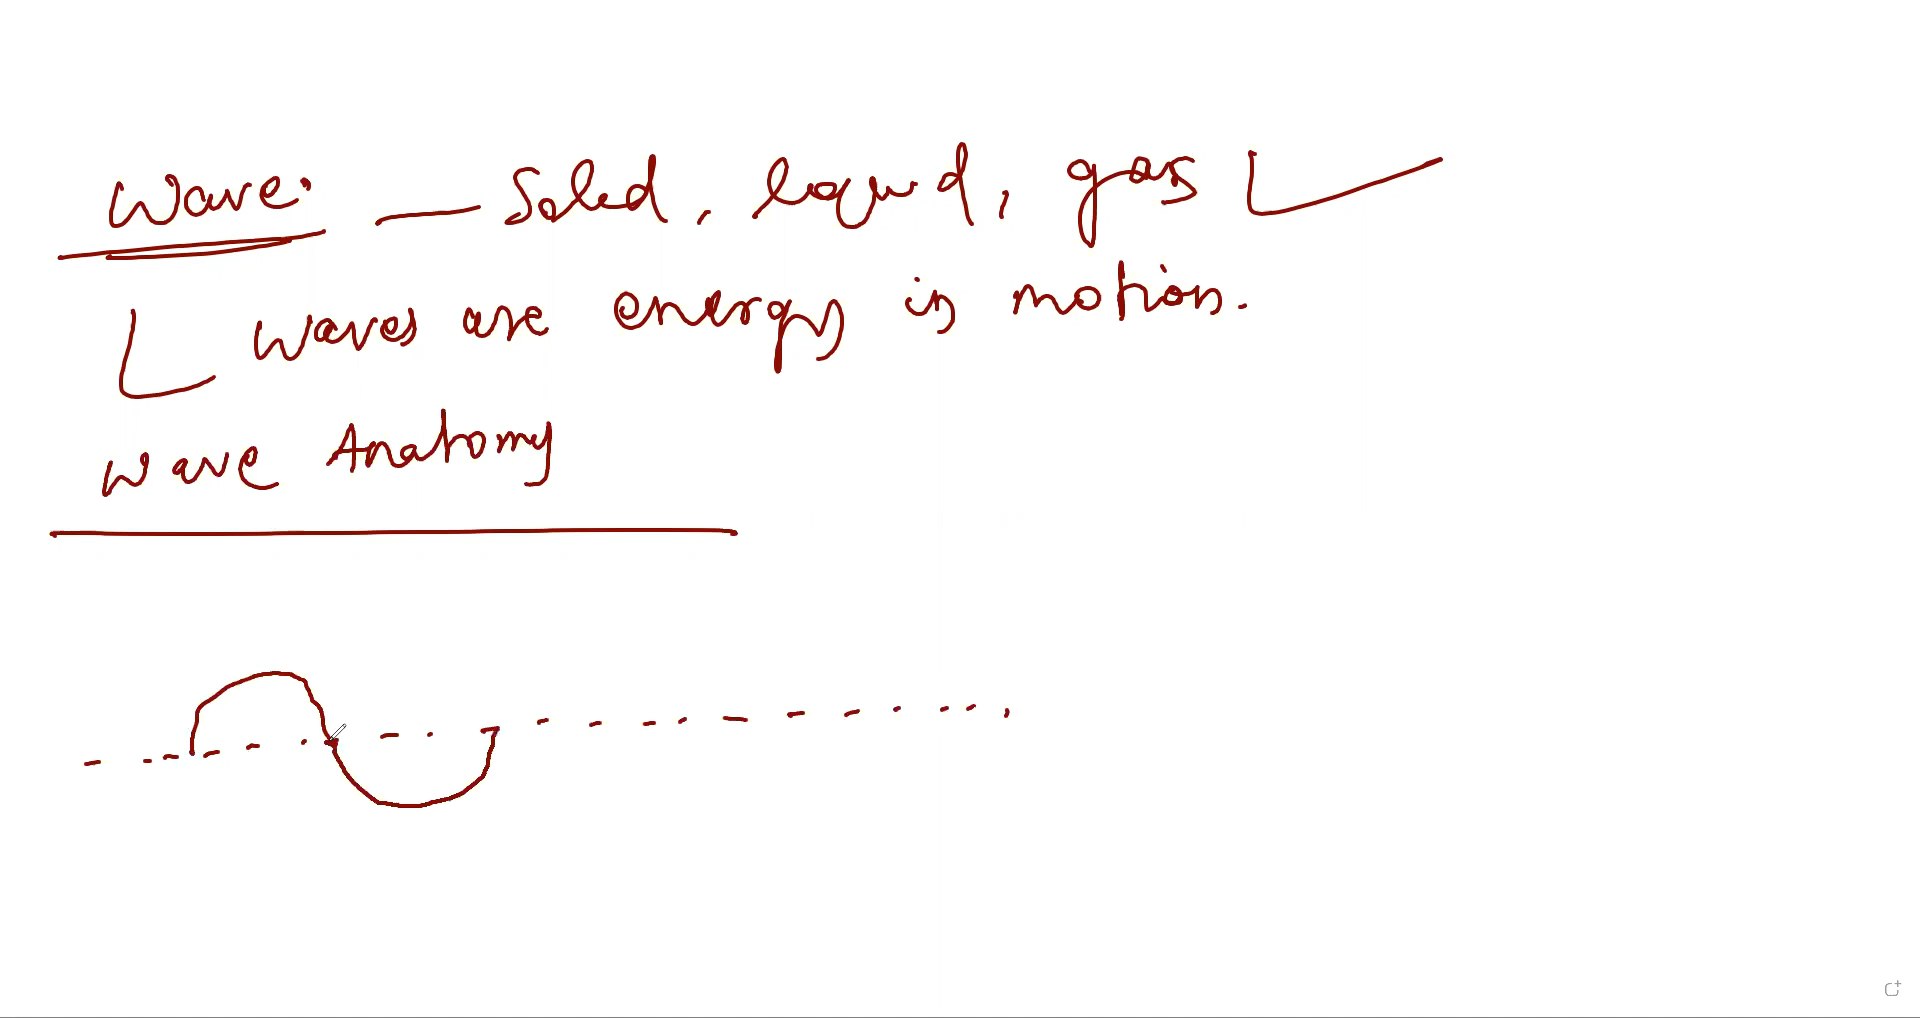 Wave. — Solid, liquid, gas
waves are energy in motion.
Wave Anatomy